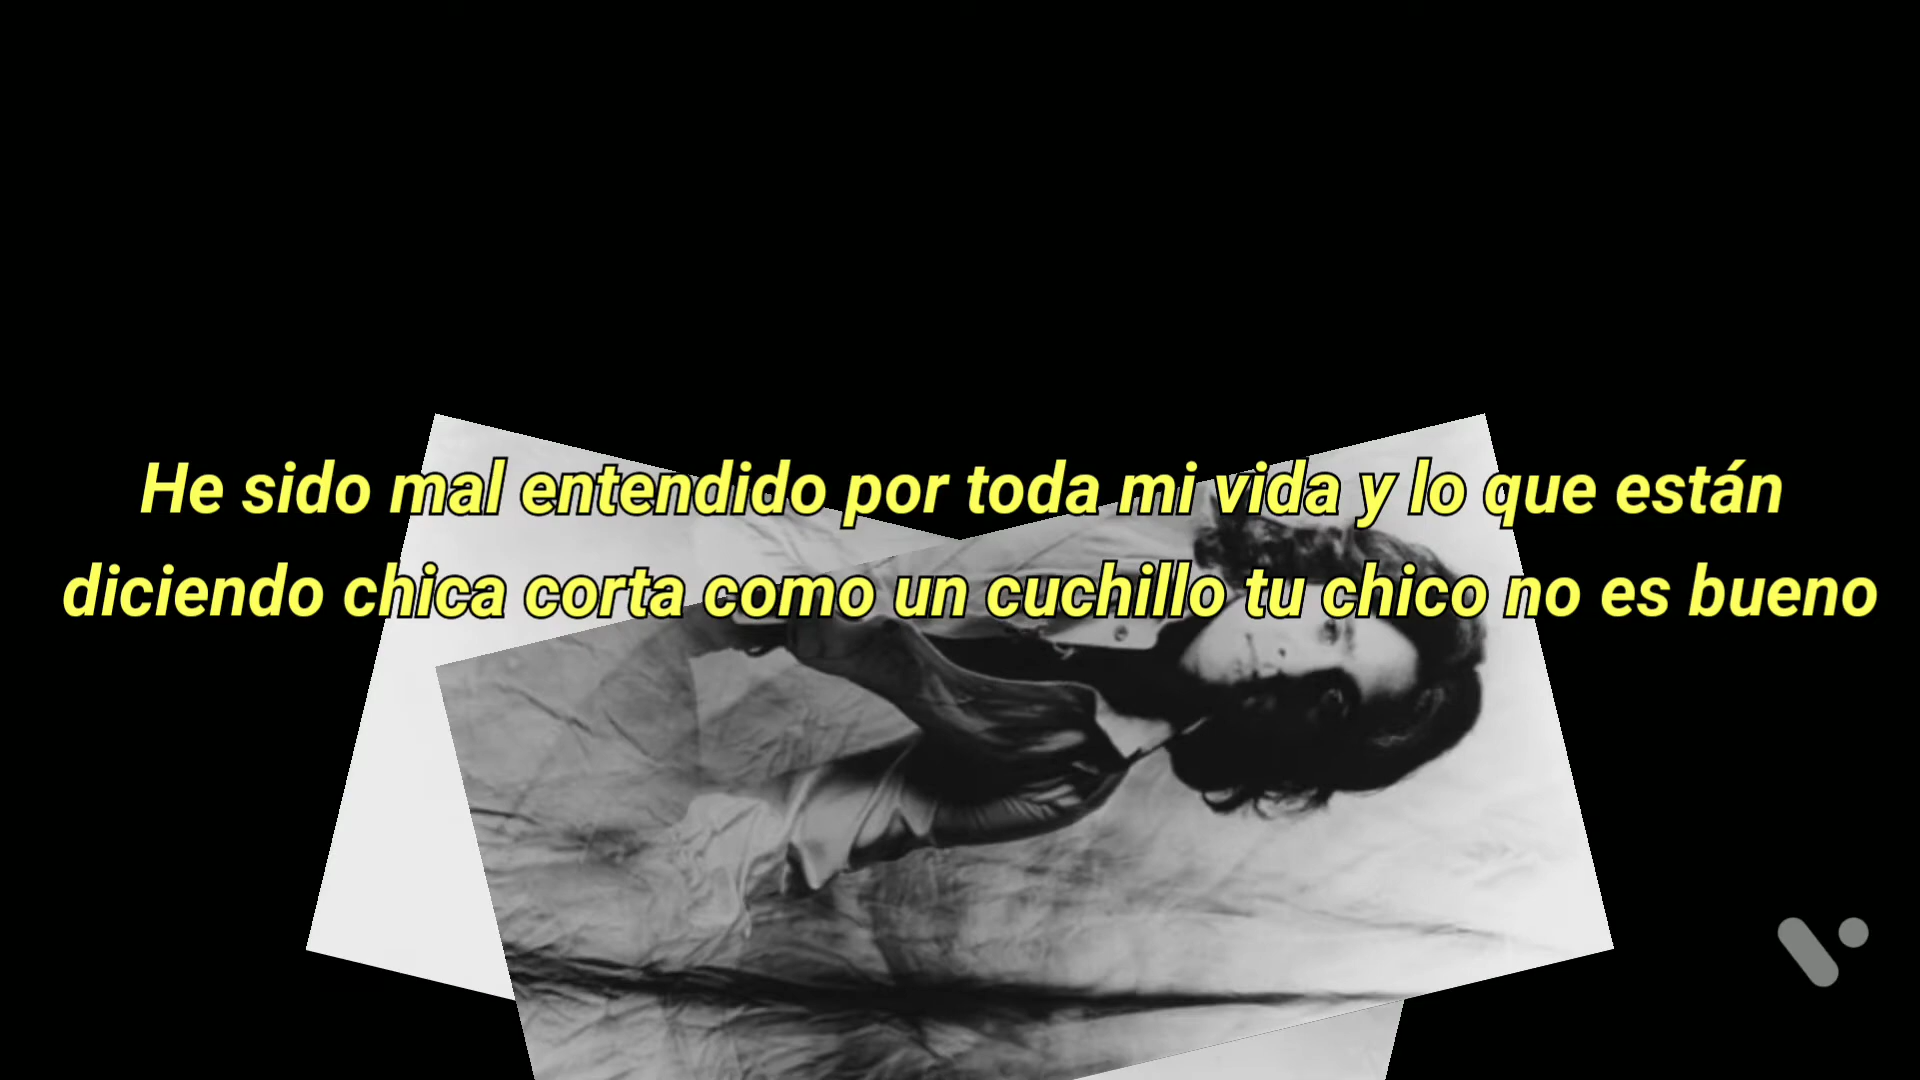 He sido mal entendido por toda mi vida y lo que están
diciendo chica corta como un cuchillo tu chico no es bueno